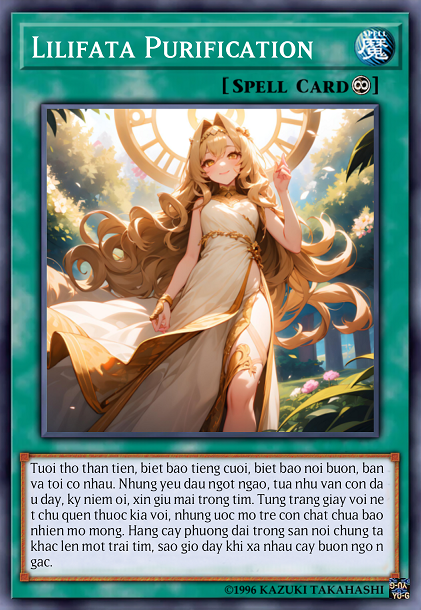 Lilifata Purification
魔
[Spell Card∞]
Tuoi tho than tien, biet bao tieng cuoi, biet bao noi buon, ban
va toi co nhau. Nhung yeu dau ngot ngao, tua nhu van con da
u day, ky niem oi, xin giu mai trong tim. Tung trang giay voi ne
t chu quen thuoc kia voi, nhung uoc mo tre con chat chua bao
nhien mo mong. Hang cay phuong dai trong san noi chung ta
khac len mot trai tim, sao gio day khi xa nhau cay buon ngo n
gac.
©1996 KAZUKI TAKAHASHI